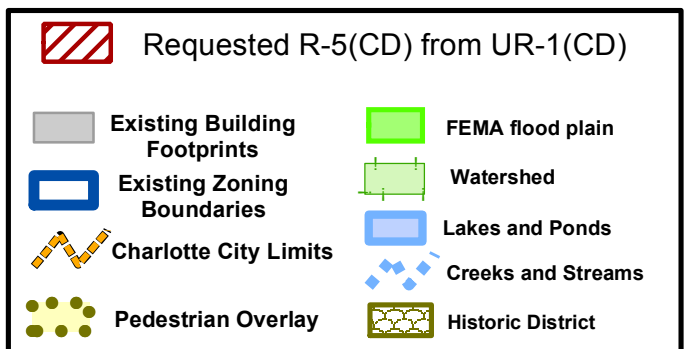 Requested R-5(CD) from UR-1(CD)
Existing Building
Footprints
Existing Zoning
Boundaries
Charlotte City Limits
Pedestrian Overlay
FEMA flood plain
Watershed
Lakes and Ponds
Creeks and Streams
Historic District